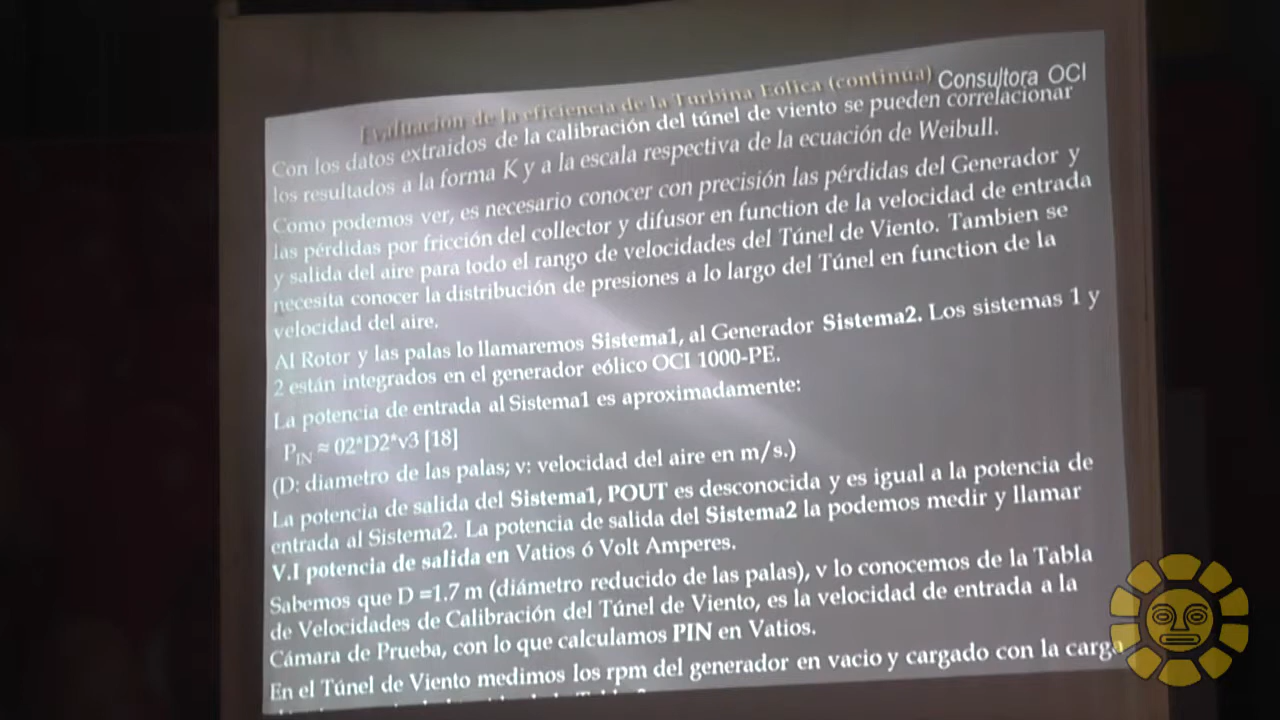 Consultora OCI
Evaluación de la eficiencia de la Turbina Eólica (continúa)
Con los datos extraidos de la calibración del túnel de viento se pueden correlacionar
los resultados a la forma K y a la escala respectiva de la ecuación de Weibull.
Como podemos ver, es necesario conocer con precisión las pérdidas del Generador y
las pérdidas por fricción del collector y difusor en function de la velocidad de entrada
y salida del aire para todo el rango de velocidades del Túnel de Viento. Tambien se
necesita conocer la distribución de presiones a lo largo del Túnel en function de la
velocidad del aire.
Al Rotor y las palas lo llamaremos Sistema1, al Generador Sistema2. Los sistemas 1 y
2 están integrados en el generador eólico OCI 1000-PE.
La potencia de entrada al Sistema1 es aproximadamente:
PIN ≈ 02*D2*v3 [18]
(D: diametro de las palas; v: velocidad del aire en m/s.)
La potencia de salida del Sistema1, POUT es desconocida y es igual a la potencia de
entrada al Sistema2. La potencia de salida del Sistema2 la podemos medir y llamar
V.I potencia de salida en Vatios ó Volt Amperes.
Sabemos que D =1.7 m (diámetro reducido de las palas), v lo conocemos de la Tabla
de Velocidades de Calibración del Túnel de Viento, es la velocidad de entrada a la
Cámara de Prueba, con lo que calculamos PIN en Vatios.
En el Túnel de Viento medimos los rpm del generador en vacio y cargado con la carga